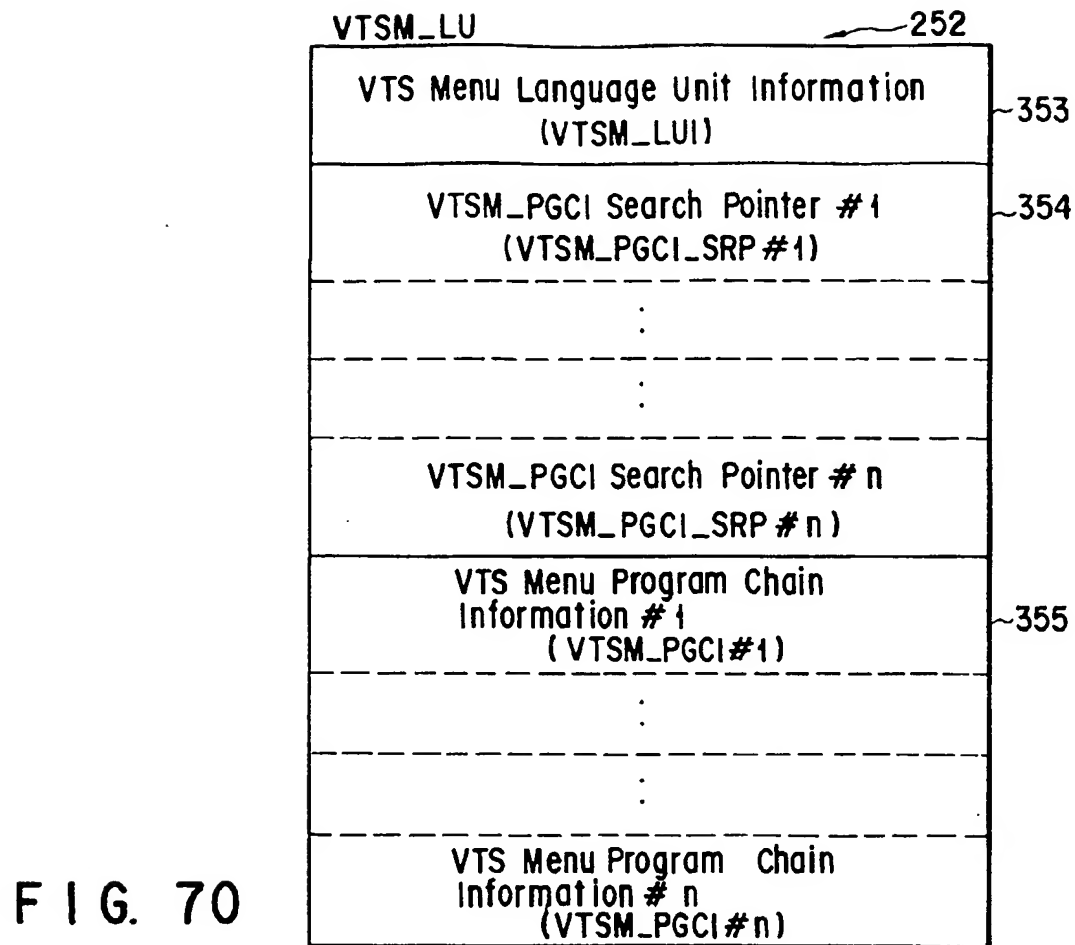 VTSM_LU 252
VTS Menu Language Unit Information
(VTSM_LUI)
353
VTSM_PGCI Search Pointer #1
(VTSM_PGCI_SRP#1)
354
VTSM_PGCI Search Pointer #n
(VTSM_PGCI_SRP#n)
VTS Menu Program Chain
Information #1
(VTSM_PGCI#1)
355
VTS Menu Program Chain
Information #n
(VTSM_PGCI#n)
FIG. 70